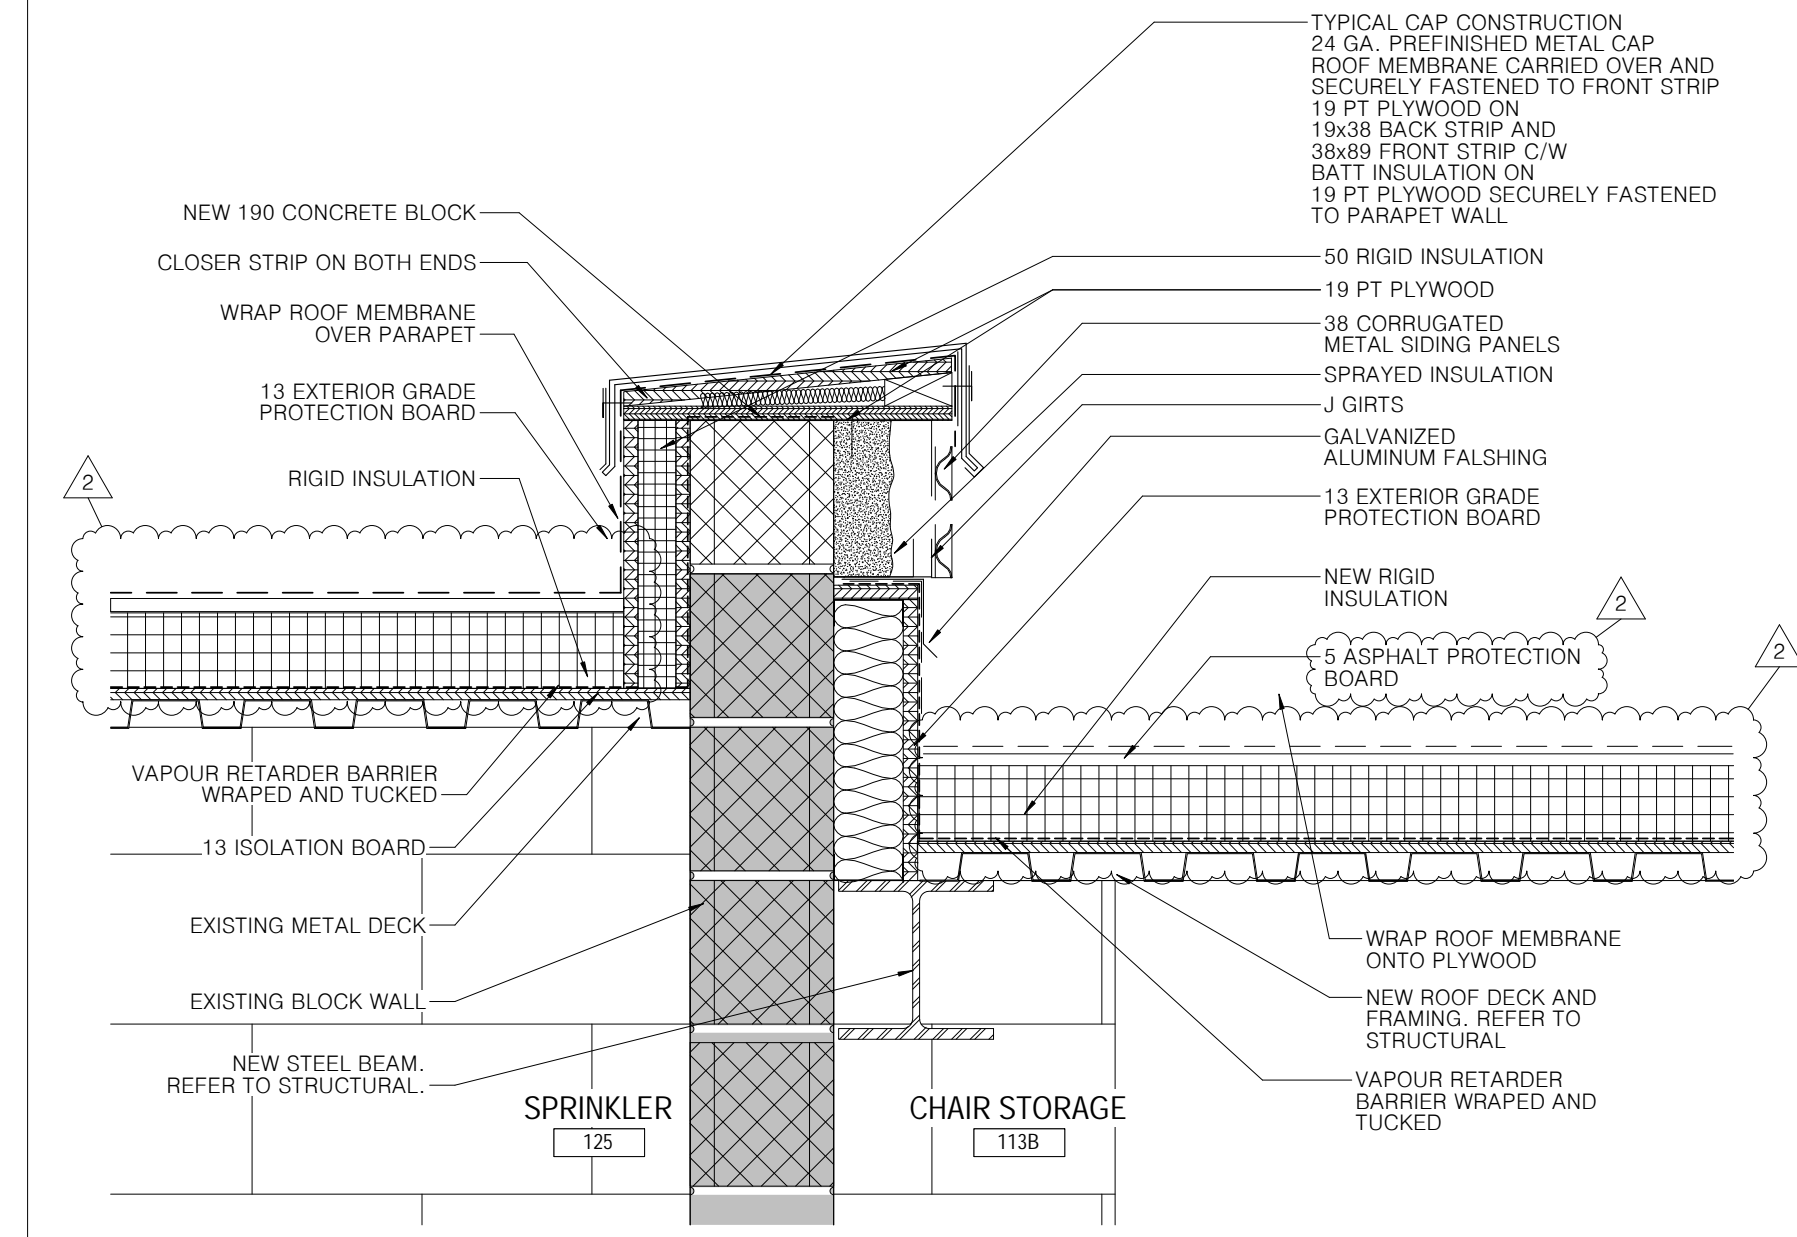 TYPICAL CAP CONSTRUCTION
24 GA. PREFINISHED METAL CAP
ROOF MEMBRANE CARRIED OVER AND
SECURELY FASTENED TO FRONT STRIP
19 PT PLYWOOD ON
19x38 BACK STRIP AND
38x89 FRONT STRIP C/W
BATT INSULATION ON
19 PT PLYWOOD SECURELY FASTENED
TO PARAPET WALL
NEW 190 CONCRETE BLOCK
CLOSER STRIP ON BOTH ENDS
WRAP ROOF MEMBRANE
OVER PARAPET
13 EXTERIOR GRADE
PROTECTION BOARD
RIGID INSULATION
2
50 RIGID INSULATION
19 PT PLYWOOD
38 CORRUGATED
METAL SIDING PANELS
SPRAYED INSULATION
J GIRTS
GALVANIZED
ALUMINUM FALSHING
13 EXTERIOR GRADE
PROTECTION BOARD
NEW RIGID
INSULATION
2
5 ASPHALT PROTECTION
BOARD
2
VAPOUR RETARDER BARRIER
WRAPED AND TUCKED
13 ISOLATION BOARD
EXISTING METAL DECK
EXISTING BLOCK WALL
NEW STEEL BEAM.
REFER TO STRUCTURAL.
WRAP ROOF MEMBRANE
ONTO PLYWOOD
NEW ROOF DECK AND
FRAMING. REFER TO
STRUCTURAL
VAPOUR RETARDER
BARRIER WRAPED AND
TUCKED
SPRINKLER
125
CHAIR STORAGE
113B